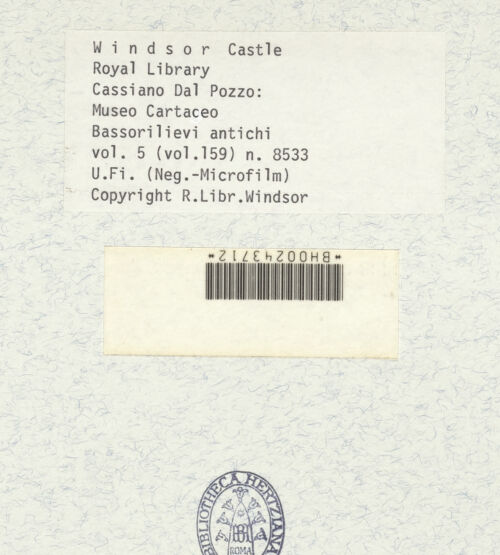 Windsor Castle
Royal Library
Cassiano Dal Pozzo:
Museo Cartaceo
Bassorilievi antichi
vol. 5 (vol.159) n. 8533
U.Fi. (Neg.-Microfilm)
Copyright R.Libr.Windsor
*BH00243712*
BIBLIOTHECA HERTZIANA
ROMA